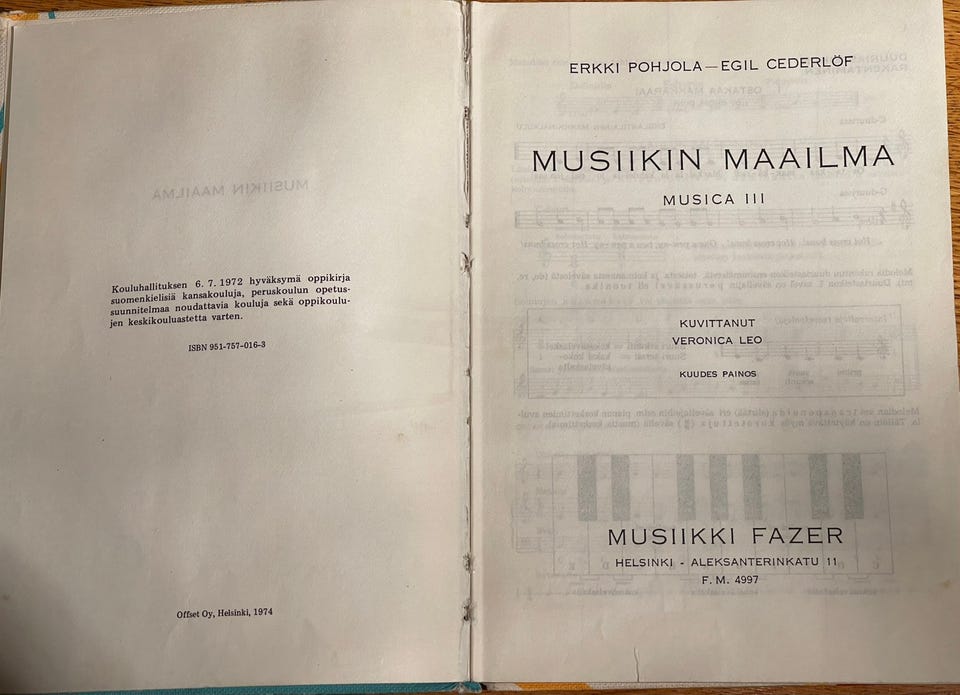 MUSIIKIN MAAILMA
Kouluhallituksen 6. 7. 1972 hyväksymä oppikirja
suomenkielisiä kansakouluja, peruskoulun opetus-
suunnitelmaa noudattavia kouluja sekä oppikoulu-
jen keskikouluastetta varten.
ISBN 951-757-016-3
Offset Oy, Helsinki, 1974
ERKKI POHJOLA—EGIL CEDERLÖF
MUSIIKIN MAAILMA
MUSICA III
KUVITTANUT
VERONICA LEO
KUUDES PAINOS
MUSIIKKI FAZER
HELSINKI - ALEKSANTERINKATU 11
F. M. 4997